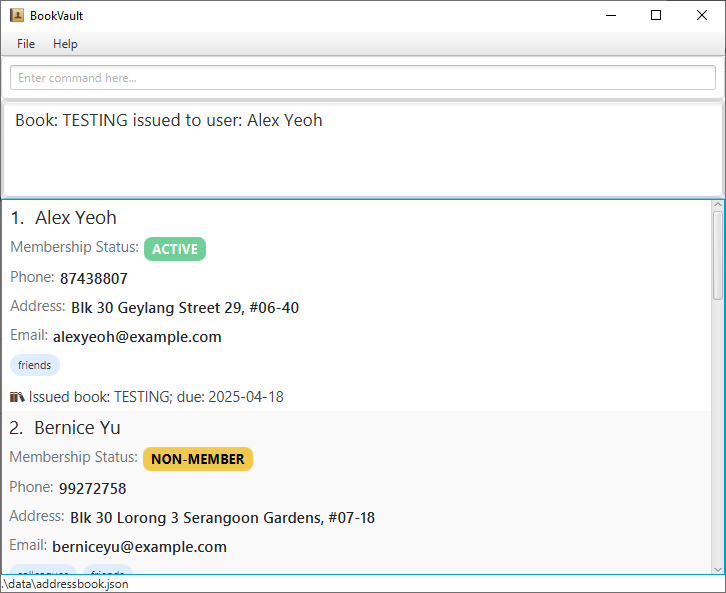 BookVault
File Help
Enter command here...
Book: TESTING issued to user: Alex Yeoh
1. Alex Yeoh
Membership Status: ACTIVE
Phone: 87438807
Address: Blk 30 Geylang Street 29, #06-40
Email: alexyeoh@example.com
friends
Issued book: TESTING; due: 2025-04-18
2. Bernice Yu
Membership Status: NON-MEMBER
Phone: 99272758
Address: Blk 30 Lorong 3 Serangoon Gardens, #07-18
Email: berniceyu@example.com
colleagues friends
.\data\addressbook.json